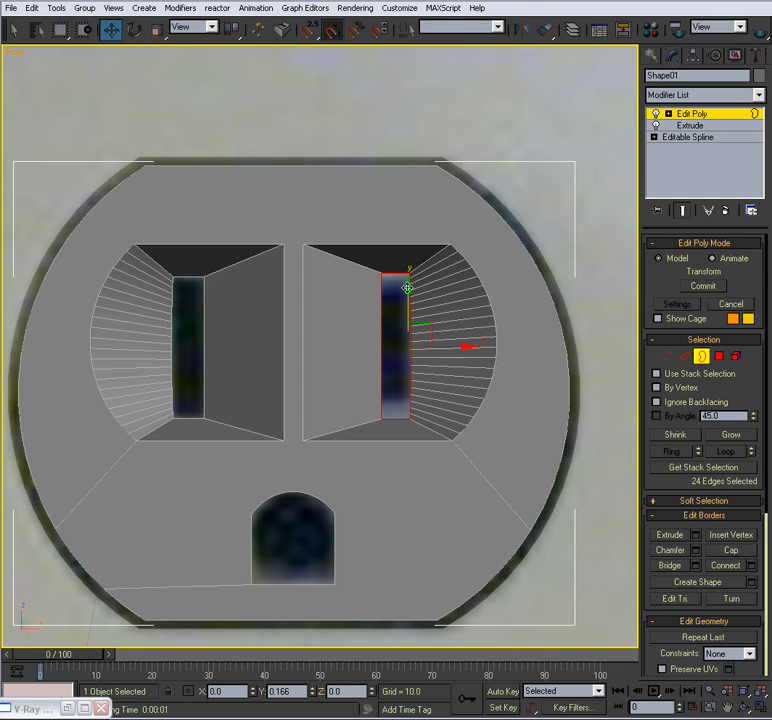 File Edit Tools Group Views Create Modifiers reactor Animation Graph Editors Rendering Customize MAXScript Help
View 2.5 % View
Front
Shape01
Modifier List
Edit Poly
Extrude
Editable Spline
Edit Poly Mode
Model Animate
Transform
Commit
Settings Cancel
Show Cage
Selection
Use Stack Selection
By Vertex
Ignore Backfacing
By Angle: 45.0
Shrink Grow
Ring Loop
Get Stack Selection
24 Edges Selected
Soft Selection
Edit Borders
Extrude Insert Vertex
Chamfer Cap
Bridge Connect
Create Shape
Edit Tri. Turn
Edit Geometry
Repeat Last
Constraints: None
Preserve UVs
y
z
0 / 100
0 10 20 30 40 50 60 70 80 90 100
1 Object Selected X: 0.0 Y: 0.166 Z: 0.0 Grid = 10.0 Auto Key Selected
V-Ray ... ng Time 0:00:01 Add Time Tag Set Key Key Filters... 0